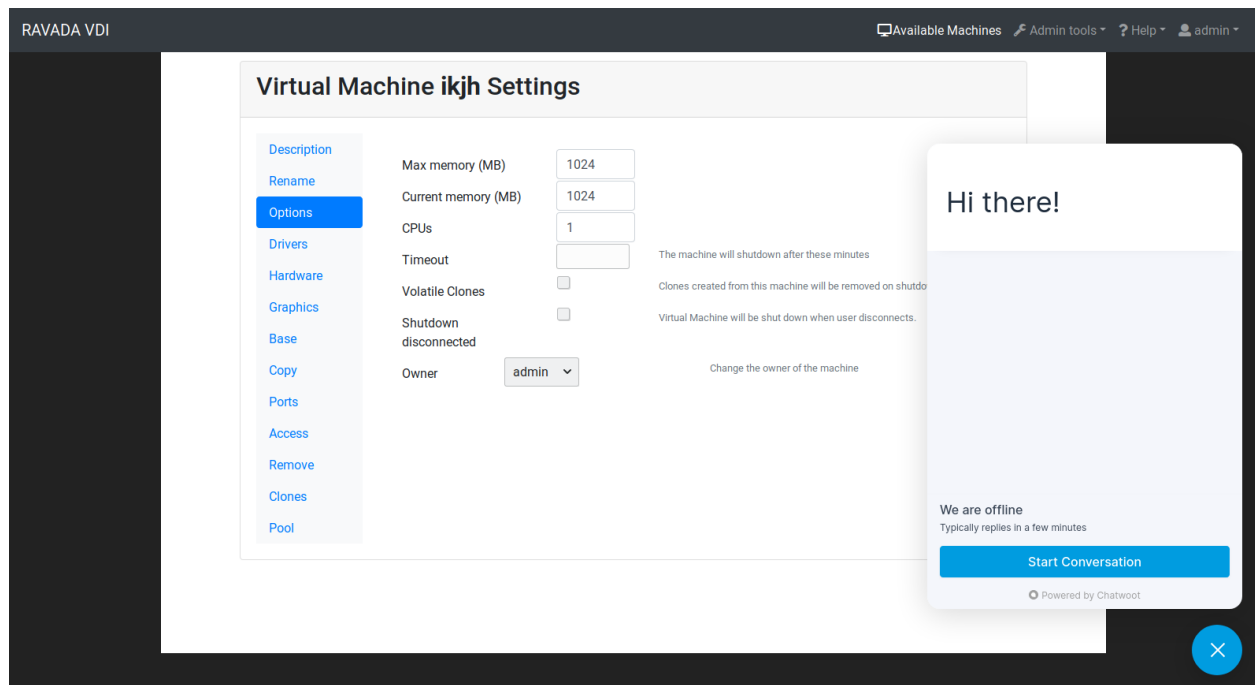 RAVADA VDI
Available Machines Admin tools ? Help admin
Virtual Machine ikjh Settings
Description
Rename
Options
Drivers
Hardware
Graphics
Base
Copy
Ports
Access
Remove
Clones
Pool
Max memory (MB) 1024
Current memory (MB) 1024
CPUs 1
Timeout The machine will shutdown after these minutes
Volatile Clones Clones created from this machine will be removed on shutdo
Shutdown Virtual Machine will be shut down when user disconnects.
disconnected
Owner admin Change the owner of the machine
Hi there!
We are offline
Typically replies in a few minutes
Start Conversation
Powered by Chatwoot